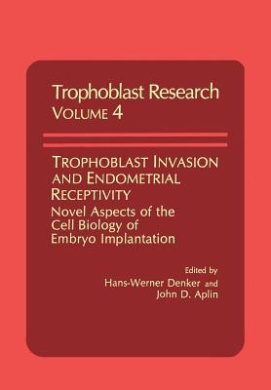 Trophoblast Research
VOLUME 4
TROPHOBLAST INVASION
AND ENDOMETRIAL
RECEPTIVITY
Novel Aspects of the
Cell Biology of
Embryo Implantation
Edited by
Hans-Werner Denker and
John D. Aplin